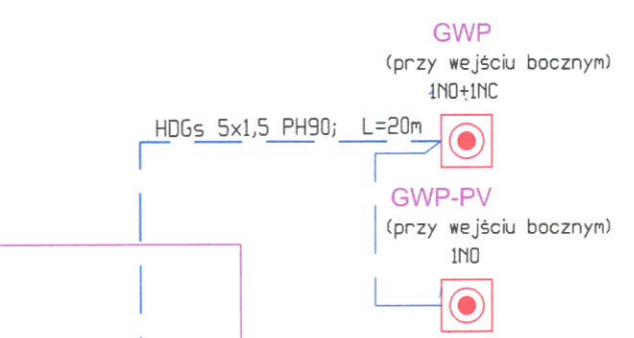 GWP
(przy wejściu bocznym)
1NO+1NC
HDGs 5x1,5 PH90; L=20m
GWP-PV
(przy wejściu bocznym)
1NO